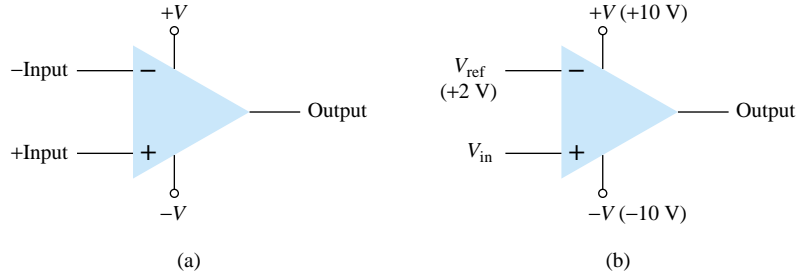 +V
−Input
−
+Input
+
Output
−V
(a)
+V (+10 V)
Vref
(+2 V)
−
Vin
+
Output
−V (−10 V)
(b)